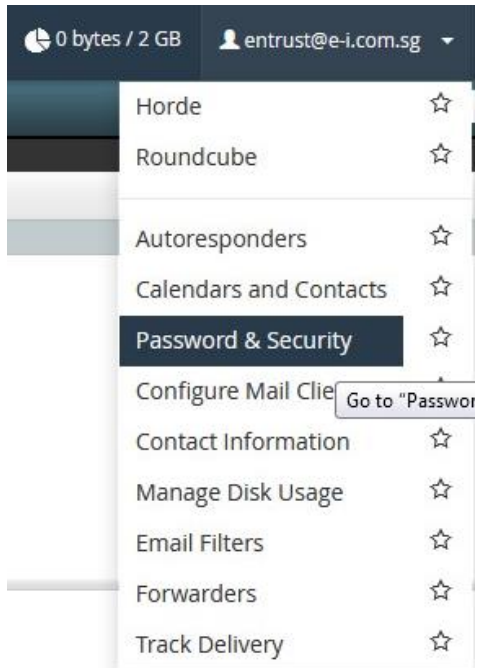 0 bytes / 2 GB entrust@e-i.com.sg
Horde
Roundcube
Autoresponders
Calendars and Contacts
Password & Security
Configure Mail Clie
Go to "Passwor
Contact Information
Manage Disk Usage
Email Filters
Forwarders
Track Delivery